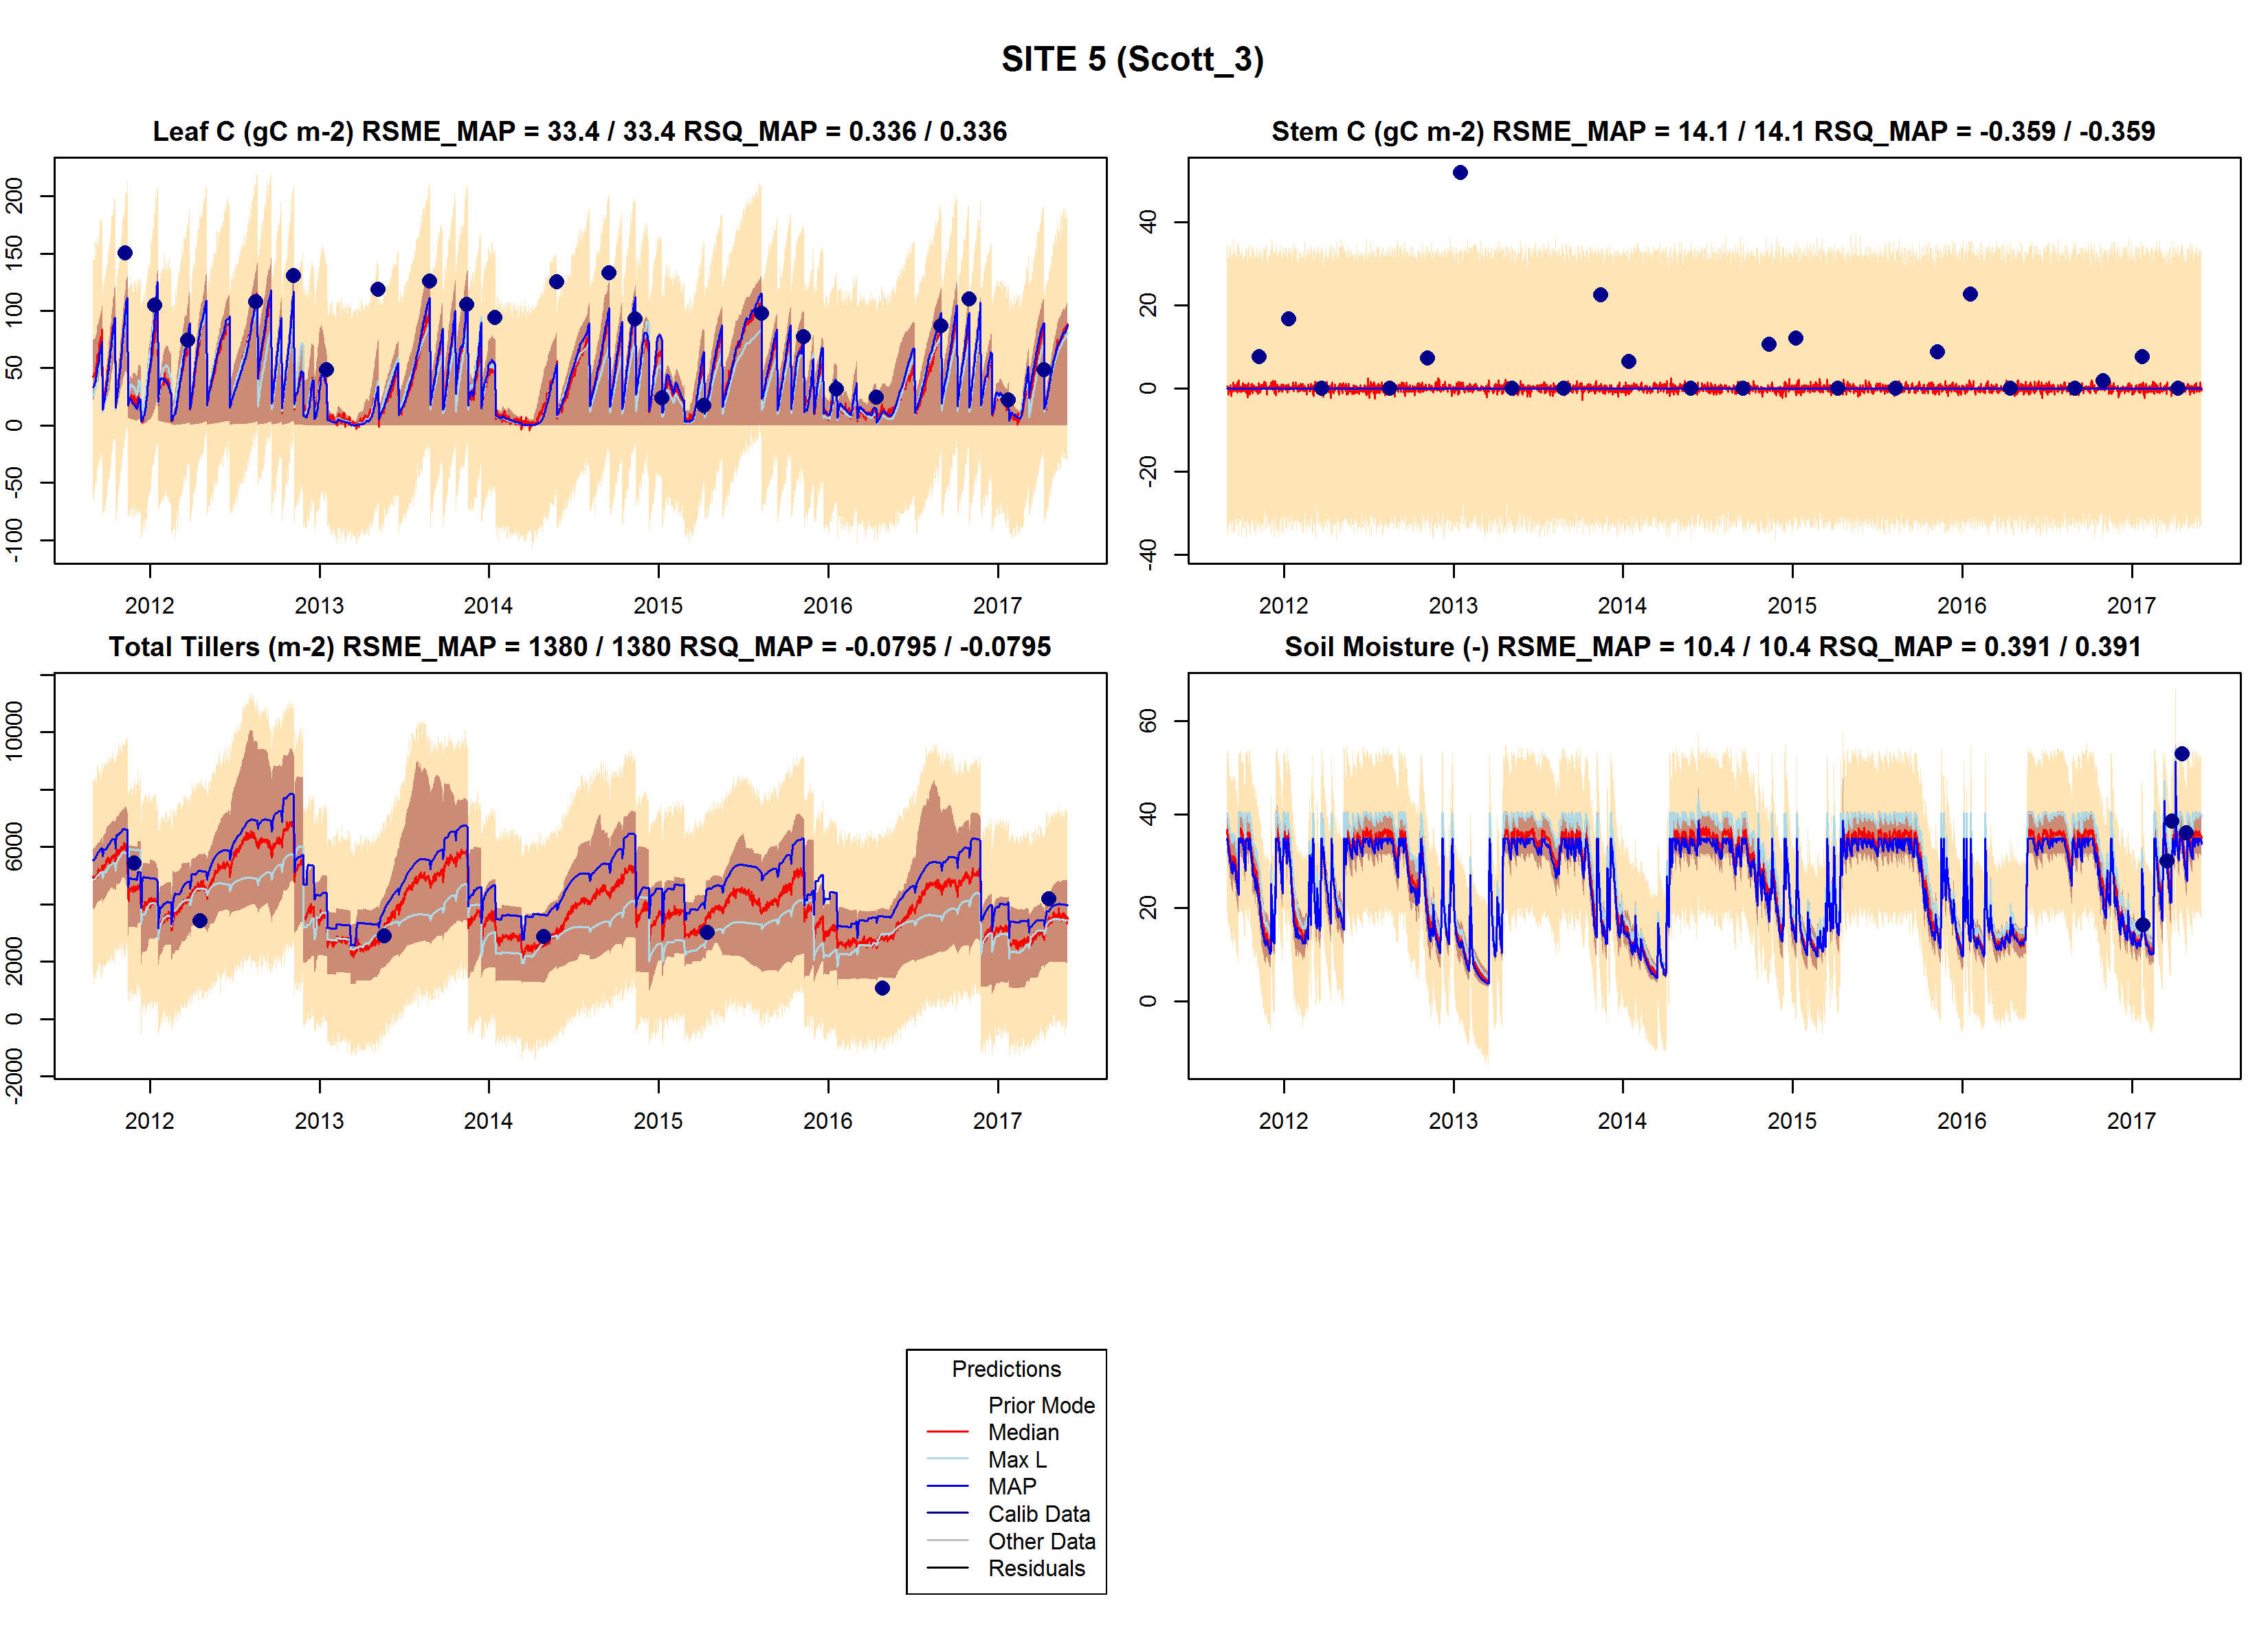 SITE 5 (Scott_3)
Leaf C (gC m-2) RSME_MAP = 33.4 / 33.4 RSQ_MAP = 0.336 / 0.336
200
150
100
50
0
-50
-100
2012 2013 2014 2015 2016 2017
Stem C (gC m-2) RSME_MAP = 14.1 / 14.1 RSQ_MAP = -0.359 / -0.359
40
20
0
-20
-40
2012 2013 2014 2015 2016 2017
Total Tillers (m-2) RSME_MAP = 1380 / 1380 RSQ_MAP = -0.0795 / -0.0795
10000
6000
2000
0
-2000
2012 2013 2014 2015 2016 2017
Soil Moisture (-) RSME_MAP = 10.4 / 10.4 RSQ_MAP = 0.391 / 0.391
60
40
20
0
2012 2013 2014 2015 2016 2017
Predictions
Prior Mode
Median
Max L
MAP
Calib Data
Other Data
Residuals